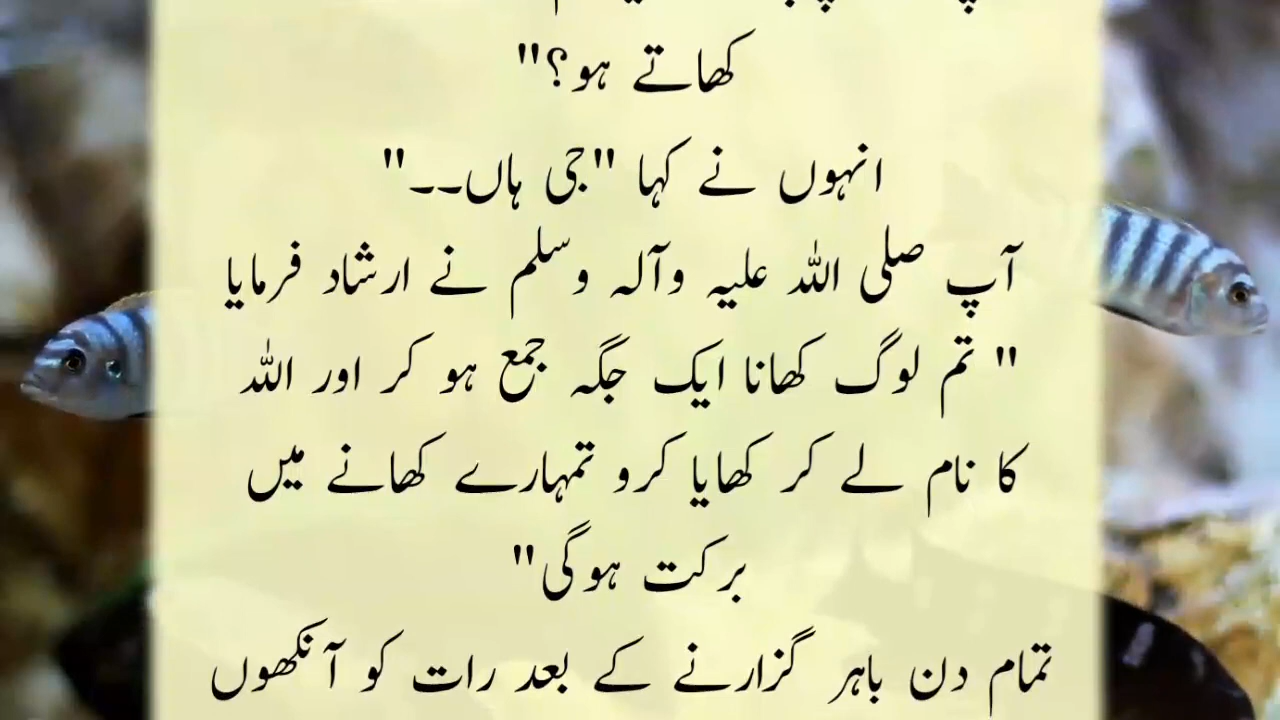 کھاتے ہو؟"
انہوں نے کہا "جی ہاں۔۔"
آپ صلی اللہ علیہ وآلہ وسلم نے ارشاد فرمایا
" تم لوگ کھانا ایک جگہ جمع ہو کر اور اللہ
کا نام لے کر کھایا کرو تمہارے کھانے میں
برکت ہوگی"
تمام دن باہر گزارنے کے بعد رات کو آنکھوں